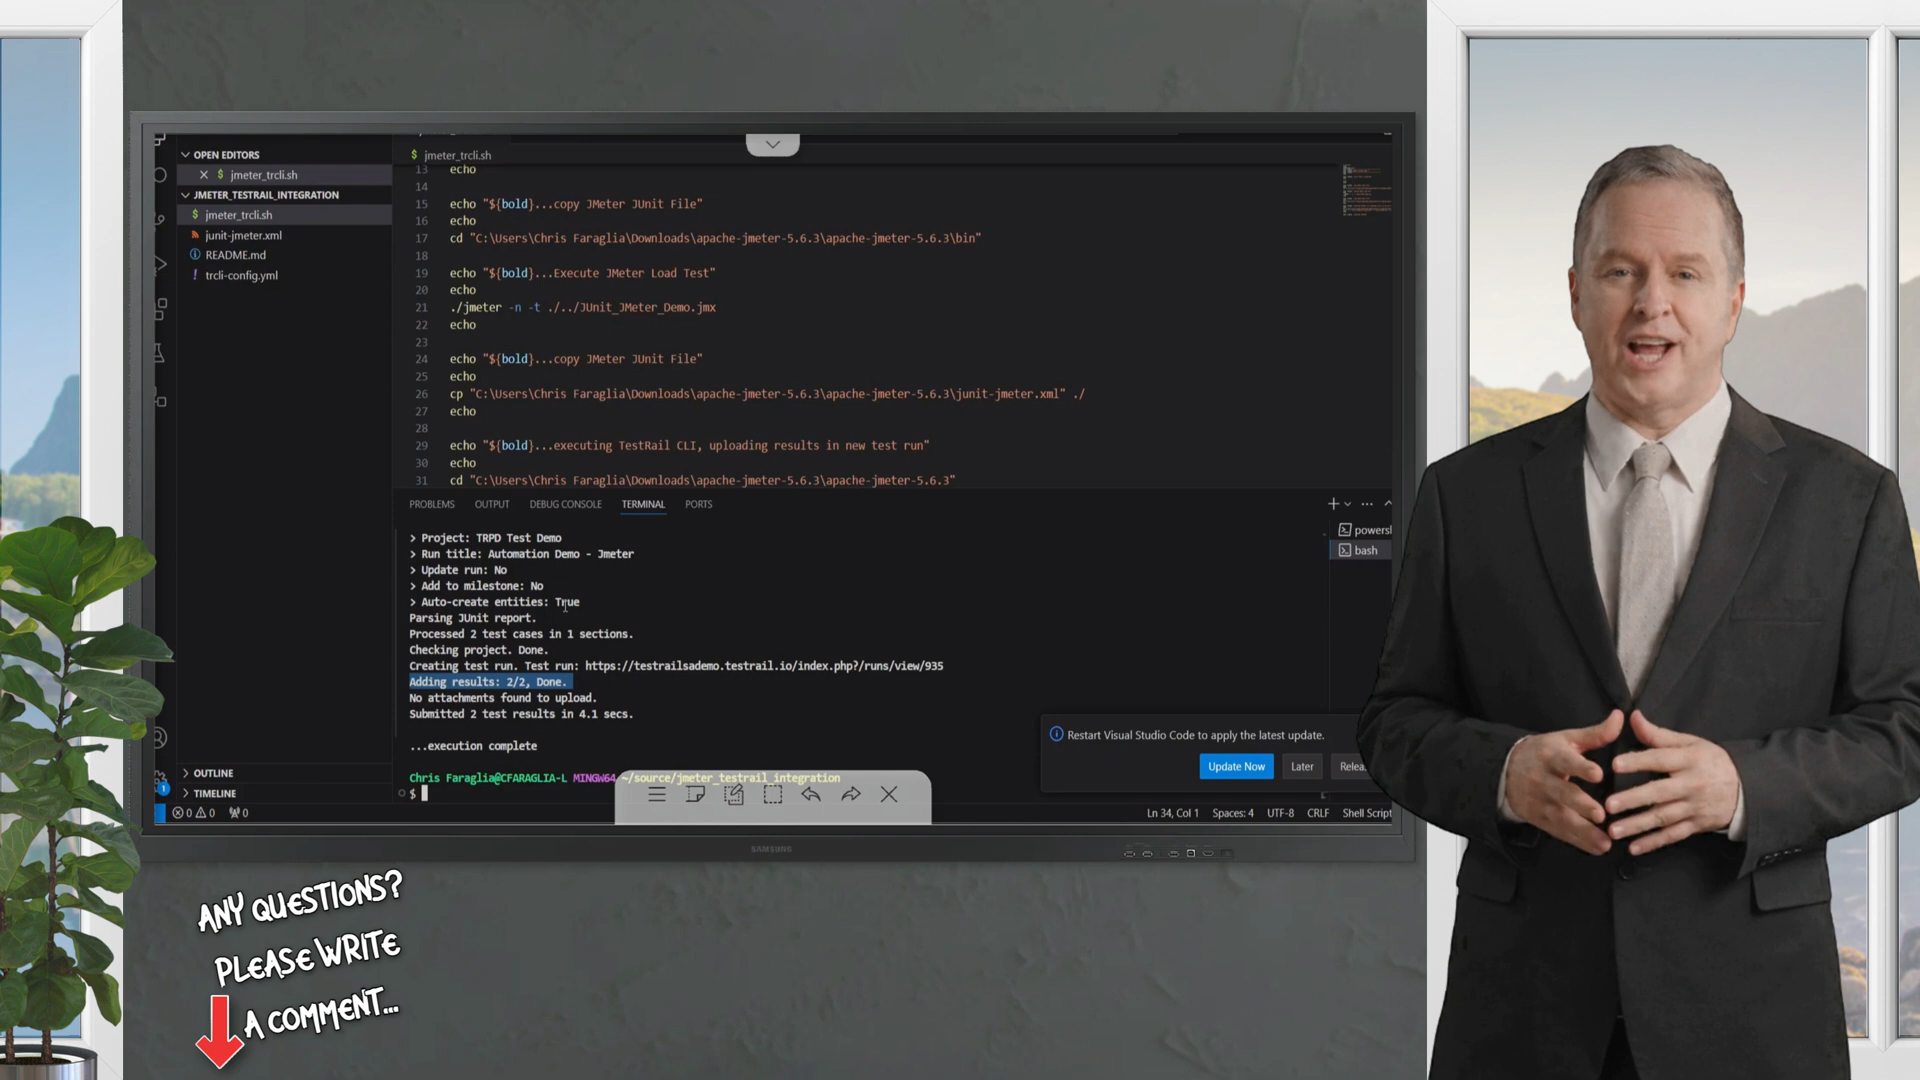 OPEN EDITORS
$ jmeter_trcli.sh
JMETER_TESTRAIL_INTEGRATION
$ jmeter_trcli.sh
junit-jmeter.xml
README.md
! trcli-config.yml
OUTLINE
TIMELINE
$ jmeter_trcli.sh
13 echo
14
15 echo "${bold}...copy JMeter JUnit File"
16 echo
17 cd "C:\Users\Chris Faraglia\Downloads\apache-jmeter-5.6.3\apache-jmeter-5.6.3\bin"
18
19 echo "${bold}...Execute JMeter Load Test"
20 echo
21 ./jmeter -n -t ./../JUnit_JMeter_Demo.jmx
22 echo
23
24 echo "${bold}...copy JMeter JUnit File"
25 echo
26 cp "C:\Users\Chris Faraglia\Downloads\apache-jmeter-5.6.3\apache-jmeter-5.6.3\junit-jmeter.xml" ./
27 echo
28
29 echo "${bold}...executing TestRail CLI, uploading results in new test run"
30 echo
31 cd "C:\Users\Chris Faraglia\Downloads\apache-jmeter-5.6.3\apache-jmeter-5.6.3"
PROBLEMS OUTPUT DEBUG CONSOLE TERMINAL PORTS
powersl
bash
> Project: TRPD Test Demo
> Run title: Automation Demo - Jmeter
> Update run: No
> Add to milestone: No
> Auto-create entities: True
Parsing JUnit report.
Processed 2 test cases in 1 sections.
Checking project. Done.
Creating test run. Test run: https://testrailsademo.testrail.io/index.php?/runs/view/935
Adding results: 2/2, Done.
No attachments found to upload.
Submitted 2 test results in 4.1 secs.
...execution complete
Chris Faraglia@CFARAGLIA-L MINGW64 ~/source/jmeter_testrail_integration
$
Restart Visual Studio Code to apply the latest update.
Update Now Later Relea
1
0 0 0
Ln 34, Col 1 Spaces: 4 UTF-8 CRLF Shell Script
SAMSUNG
ANY QUESTIONS?
PLEASE WRITE
A COMMENT...